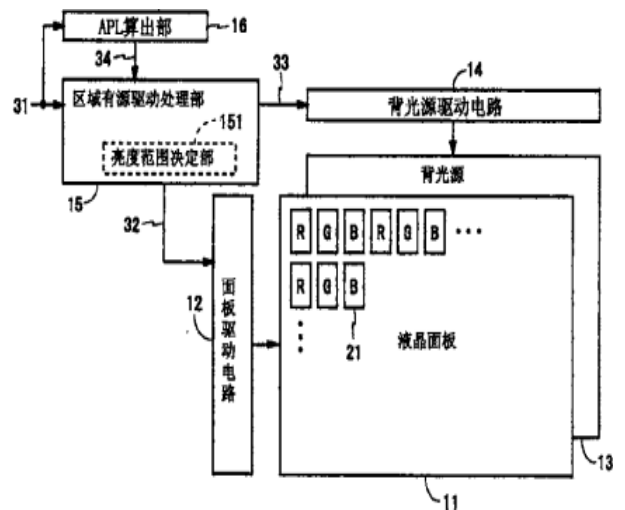 APL算出部
16
34
33
14
31
区域有源驱动处理部
151
亮度范围决定部
背光源驱动电路
背光源
15
32
R G B R G B ...
R G B
21
12
面板驱动电路
液晶面板
13
11